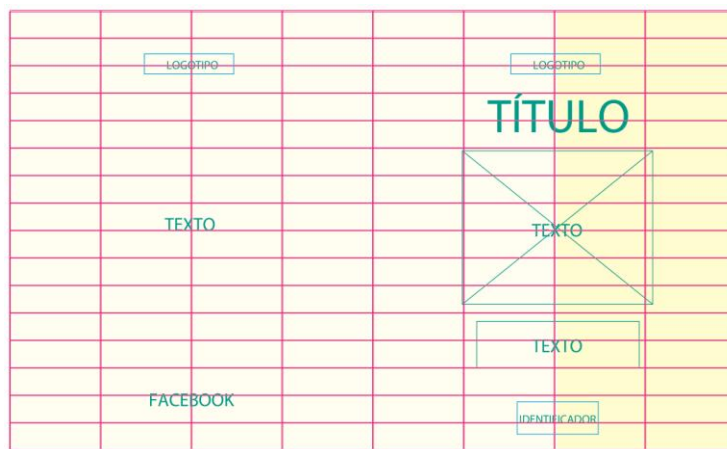 LOGOTIPO
TEXTO
FACEBOOK
LOGOTIPO
TÍTULO
TEXTO
TEXTO
IDENTIFICADOR